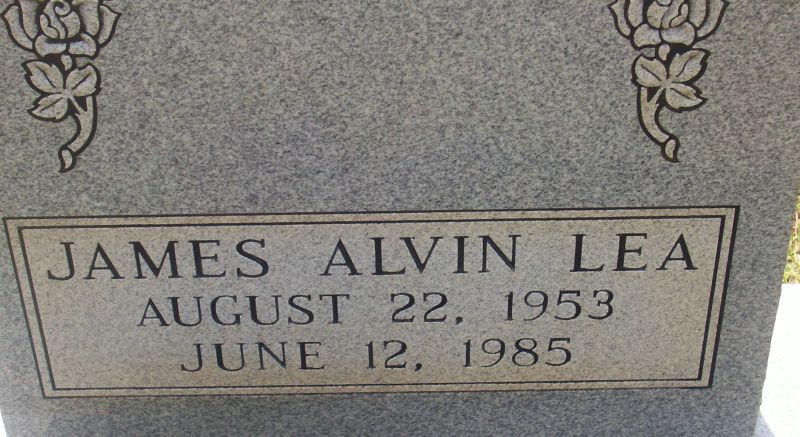 JAMES ALVIN LEA
AUGUST 22, 1953
JUNE 12, 1985